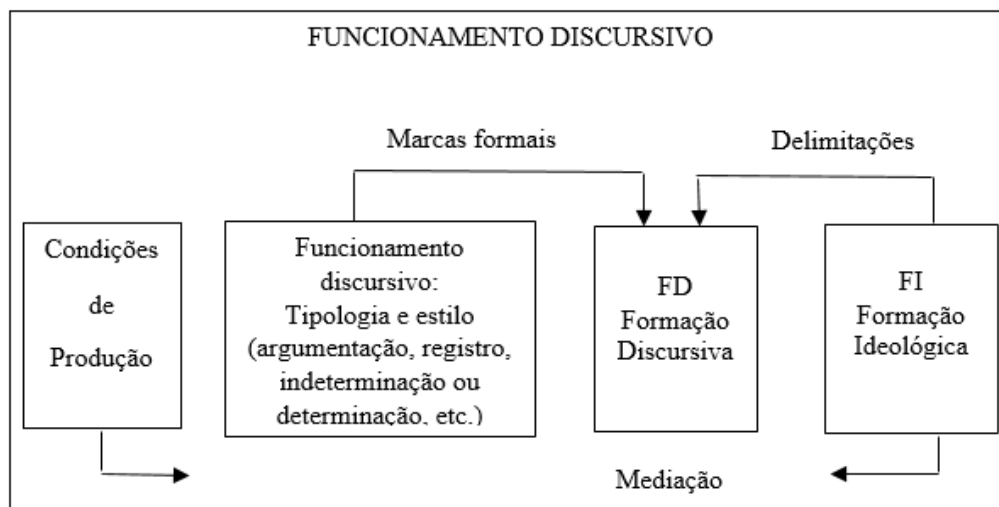 FUNCIONAMENTO DISCURSIVO
Marcas formais
Delimitações
Condições
de
Produção
Funcionamento
discursivo:
Tipologia e estilo
(argumentação, registro,
indeterminação ou
determinação, etc.)
FD
Formação
Discursiva
FI
Formação
Ideológica
Mediação